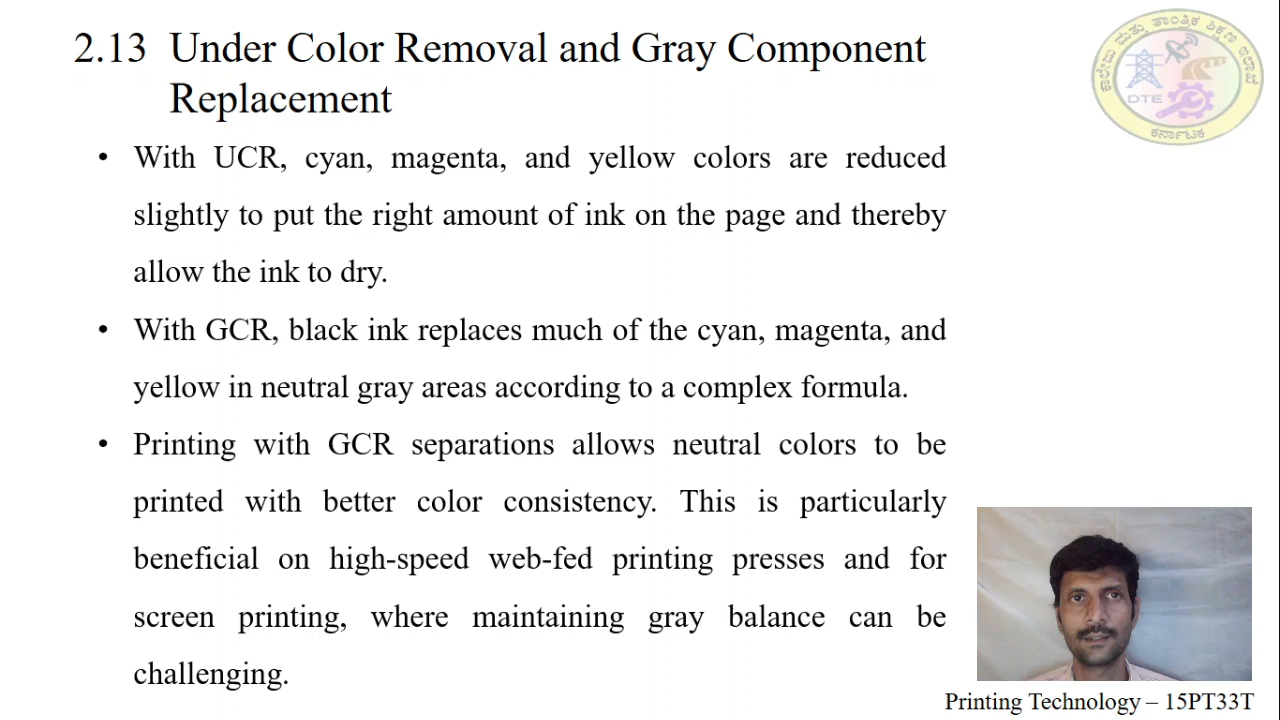 2.13 Under Color Removal and Gray Component
Replacement
• With UCR, cyan, magenta, and yellow colors are reduced
slightly to put the right amount of ink on the page and thereby
allow the ink to dry.
• With GCR, black ink replaces much of the cyan, magenta, and
yellow in neutral gray areas according to a complex formula.
• Printing with GCR separations allows neutral colors to be
printed with better color consistency. This is particularly
beneficial on high-speed web-fed printing presses and for
screen printing, where maintaining gray balance can be
challenging.
ಕಾಲೇಜು ಮತ್ತು ತಾಂತ್ರಿಕ ಶಿಕ್ಷಣ ಇಲಾಖೆ
DTE
ಕರ್ನಾಟಕ
Printing Technology – 15PT33T